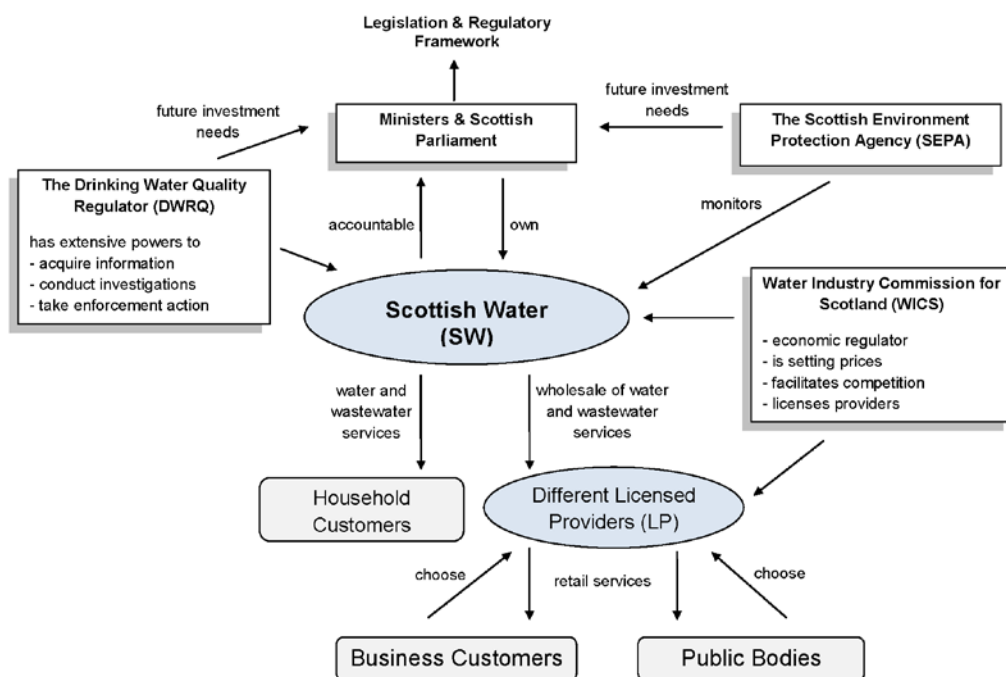 Legislation & Regulatory
Framework
future investment
needs
Ministers & Scottish
Parliament
future investment
needs
The Scottish Environment
Protection Agency (SEPA)
The Drinking Water Quality
Regulator (DWRQ)
has extensive powers to
- acquire information
- conduct investigations
- take enforcement action
accountable
own
monitors
Scottish Water
(SW)
Water Industry Commission for
Scotland (WICS)
- economic regulator
- is setting prices
- facilitates competition
- licenses providers
water and
wastewater
services
wholesale of water
and wastewater
services
Household
Customers
Different Licensed
Providers (LP)
choose
retail services
choose
Business Customers
Public Bodies